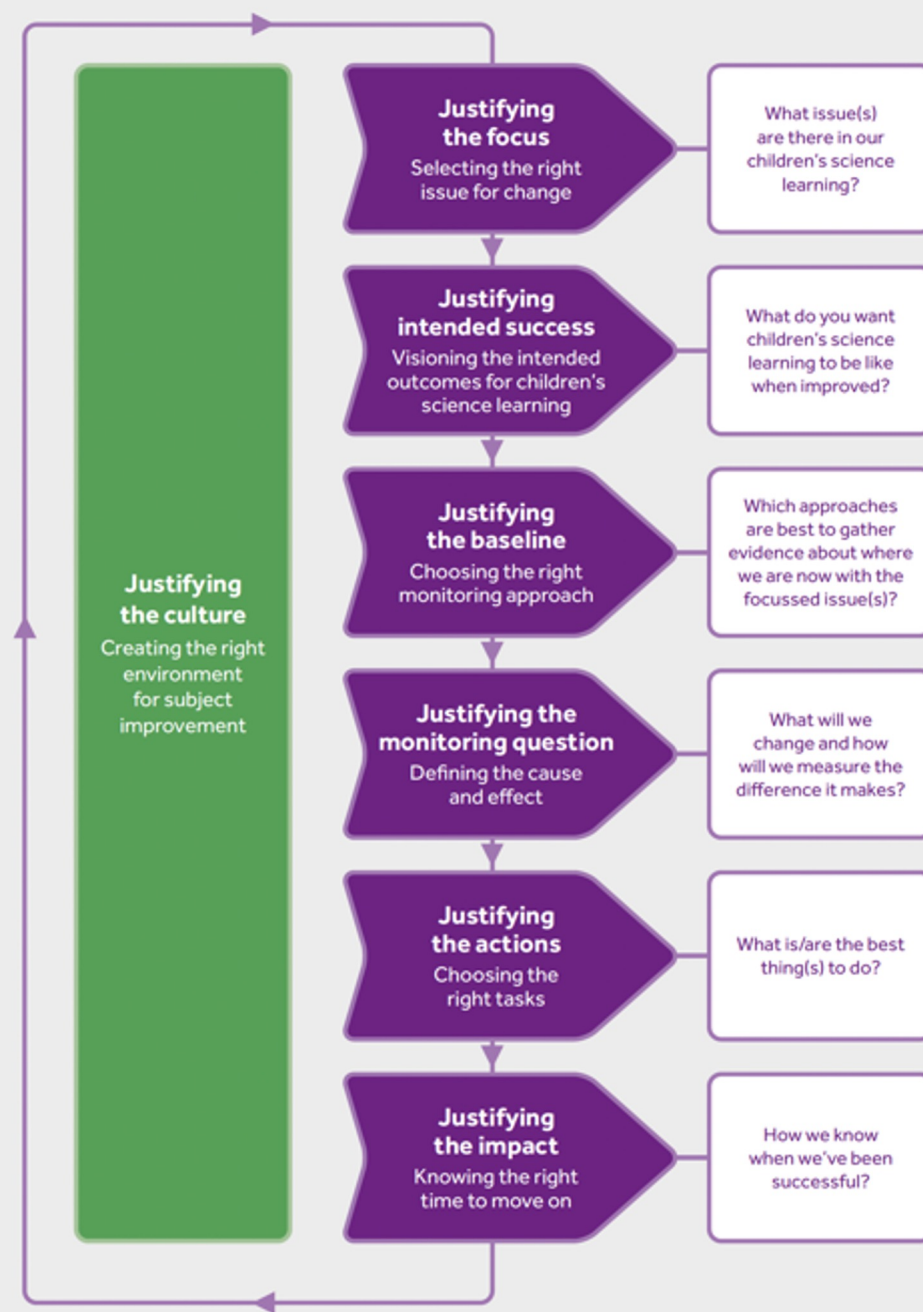 Justifying
the culture
Creating the right
environment
for subject
improvement
Justifying
the focus
Selecting the right
issue for change
What issue(s)
are there in our
children's science
learning?
Justifying
intended success
Visioning the intended
outcomes for children's
science learning
What do you want
children's science
learning to be like
when improved?
Justifying
the baseline
Choosing the right
monitoring approach
Which approaches
are best to gather
evidence about where
we are now with the
focussed issue(s)?
Justifying the
monitoring question
Defining the cause
and effect
What will we
change and how
will we measure the
difference it makes?
Justifying
the actions
Choosing the
right tasks
What is/are the best
thing(s) to do?
Justifying
the impact
Knowing the right
time to move on
How we know
when we've been
successful?